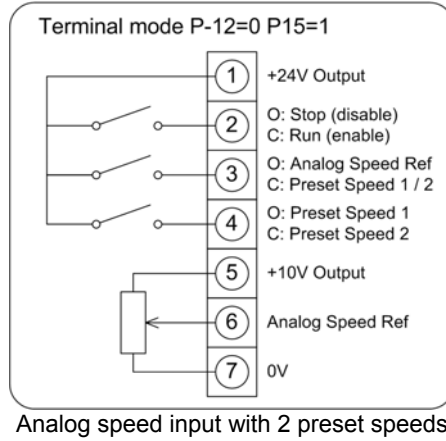 Terminal mode P-12=0 P15=1
1
+24V Output
2
O: Stop (disable)
C: Run (enable)
3
O: Analog Speed Ref
C: Preset Speed 1 / 2
4
O: Preset Speed 1
C: Preset Speed 2
5
+10V Output
6
Analog Speed Ref
7
0V
Analog speed input with 2 preset speeds